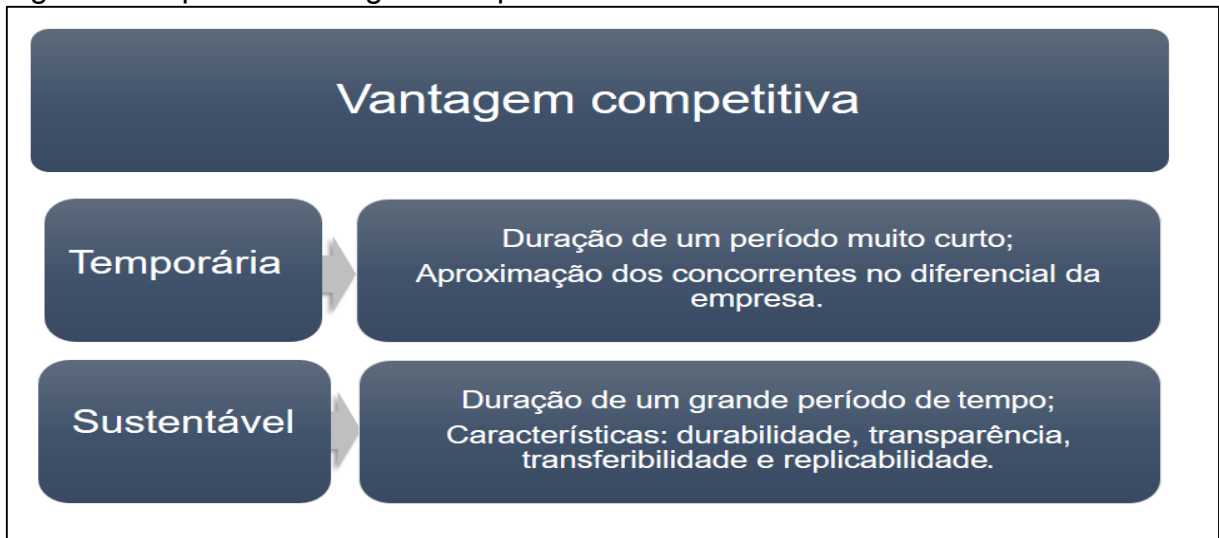 Vantagem competitiva
Temporária
Duração de um período muito curto;
Aproximação dos concorrentes no diferencial da
empresa.
Sustentável
Duração de um grande período de tempo;
Características: durabilidade, transparência,
transferibilidade e replicabilidade.